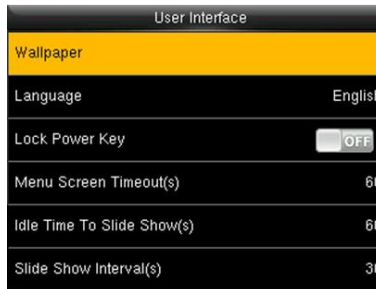 User Interface
Wallpaper
Language
Lock Power Key OFF
Menu Screen Timeout(s)
Idle Time To Slide Show(s)
Slide Show Interval(s)